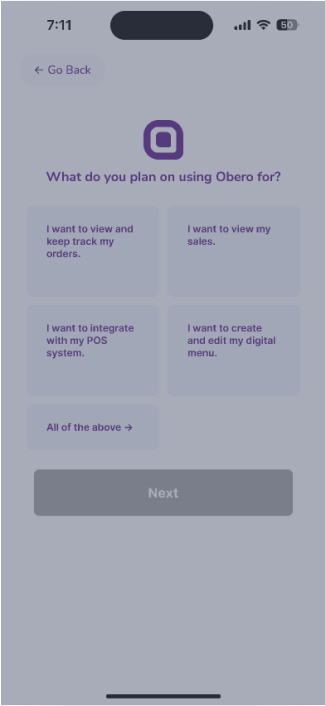 7:11
50
← Go Back
What do you plan on using Obero for?
I want to view and
keep track my
orders.
I want to view my
sales.
I want to integrate
with my POS
system.
I want to create
and edit my digital
menu.
All of the above →
Next